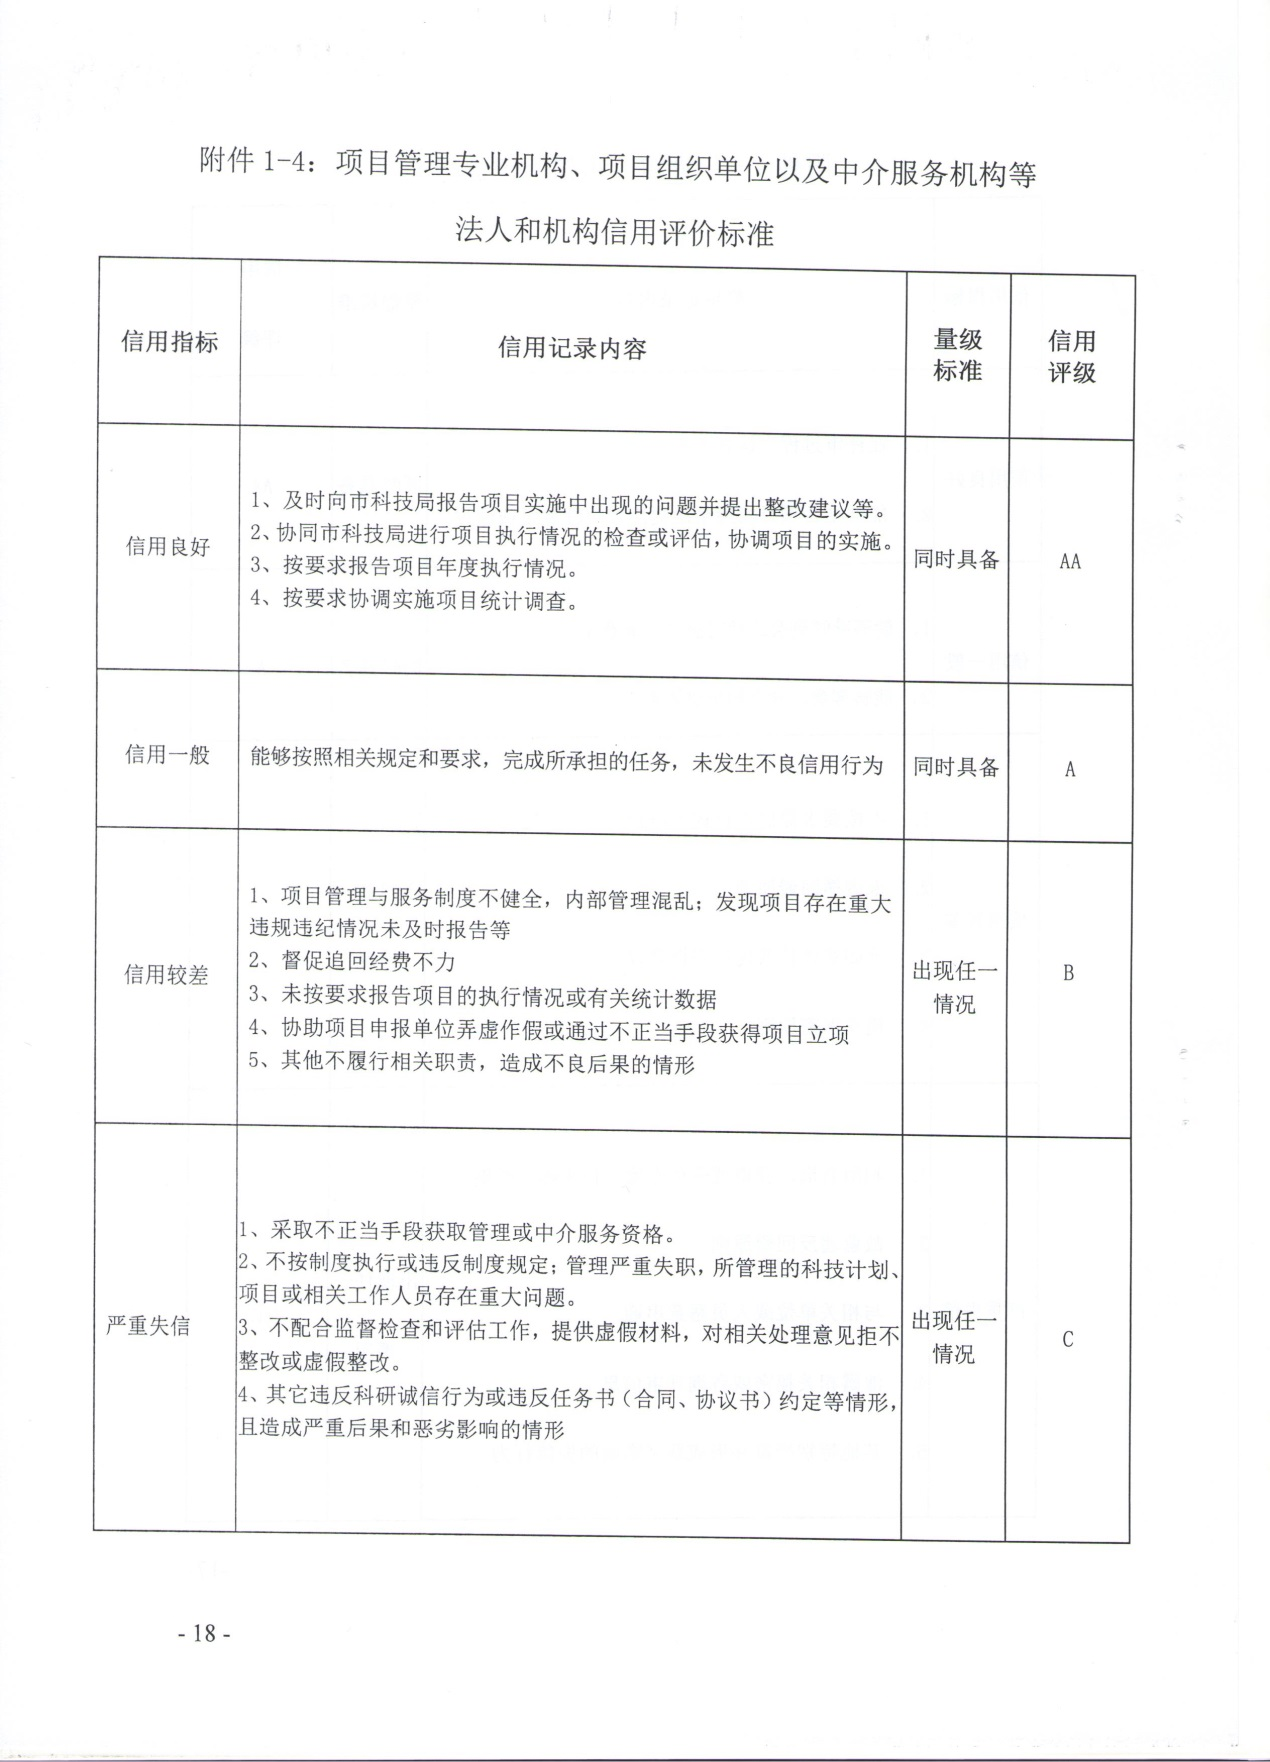 附件 1-4：项目管理专业机构、项目组织单位以及中介服务机构等
法人和机构信用评价标准
信用指标
信用记录内容
量级
标准
信用
评级
信用良好
1、及时向市科技局报告项目实施中出现的问题并提出整改建议等。
2、协同市科技局进行项目执行情况的检查或评估，协调项目的实施。
3、按要求报告项目年度执行情况。
4、按要求协调实施项目统计调查。
同时具备
AA
信用一般
能够按照相关规定和要求，完成所承担的任务，未发生不良信用行为
同时具备
A
信用较差
1、项目管理与服务制度不健全，内部管理混乱；发现项目存在重大
违规违纪情况未及时报告等
2、督促追回经费不力
3、未按要求报告项目的执行情况或有关统计数据
4、协助项目申报单位弄虚作假或通过不正当手段获得项目立项
5、其他不履行相关职责，造成不良后果的情形
出现任一
情况
B
严重失信
1、采取不正当手段获取管理或中介服务资格。
2、不按制度执行或违反制度规定；管理严重失职，所管理的科技计划、
项目或相关工作人员存在重大问题。
3、不配合监督检查和评估工作，提供虚假材料，对相关处理意见拒不
整改或虚假整改。
4、其它违反科研诚信行为或违反任务书（合同、协议书）约定等情形，
且造成严重后果和恶劣影响的情形
出现任一
情况
C
- 18 -